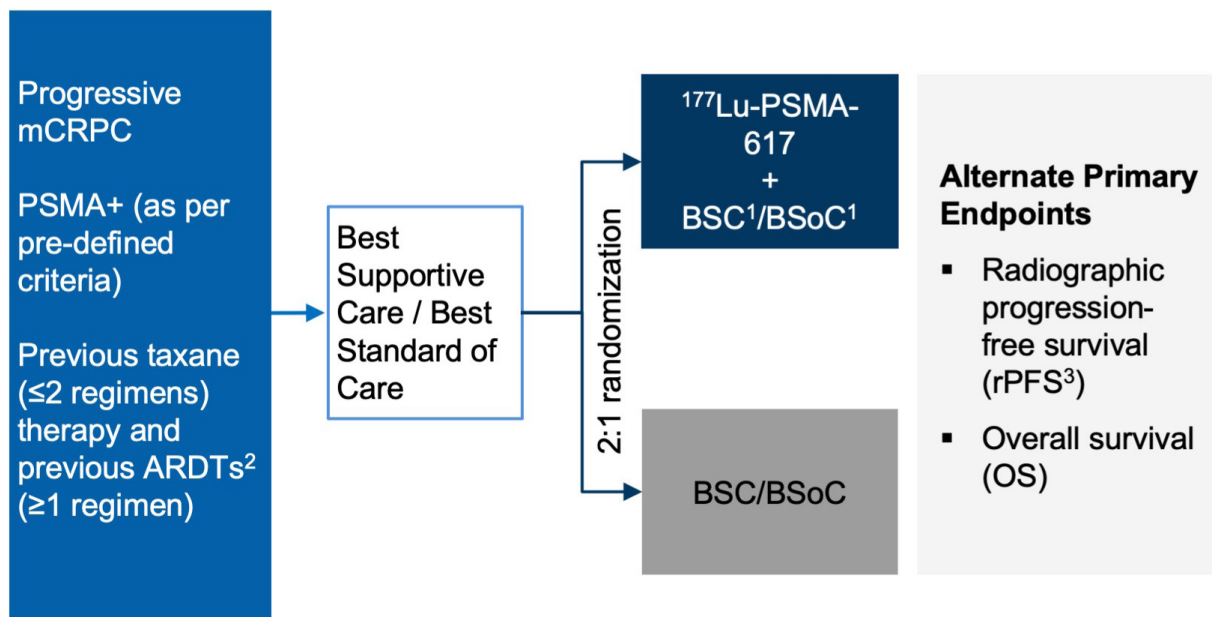 Progressive
mCRPC
PSMA+ (as per
pre-defined
criteria)
Previous taxane
(≤2 regimens)
therapy and
previous ARDTs²
(≥1 regimen)
Best
Supportive
Care / Best
Standard of
Care
2:1 randomization
¹⁷⁷Lu-PSMA-
617
+
BSC¹/BSoC¹
BSC/BSoC
Alternate Primary
Endpoints
▪ Radiographic
progression-
free survival
(rPFS³)
▪ Overall survival
(OS)